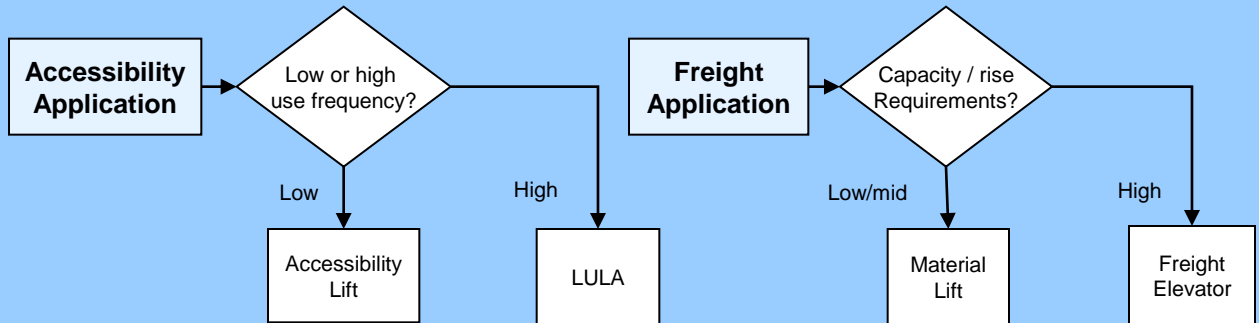 Accessibility
Application
Low or high
use frequency?
Low
High
Accessibility
Lift
LULA
Freight
Application
Capacity / rise
Requirements?
Low/mid
High
Material
Lift
Freight
Elevator